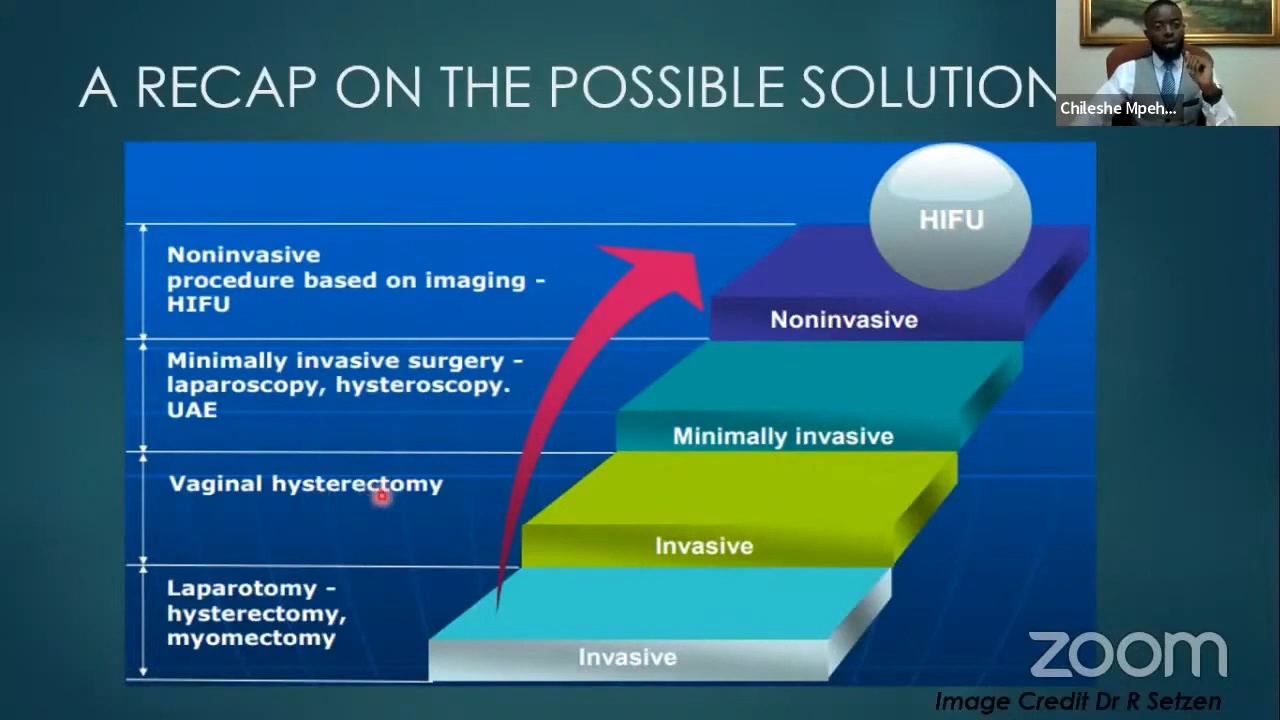 A RECAP ON THE POSSIBLE SOLUTION
Chileshe Mpeh...
HIFU
Noninvasive
procedure based on imaging -
HIFU
Noninvasive
Minimally invasive surgery -
laparoscopy, hysteroscopy.
UAE
Minimally invasive
Vaginal hysterectomy
Invasive
Laparotomy -
hysterectomy,
myomectomy
Invasive
zoom
Image Credit Dr R Setzen